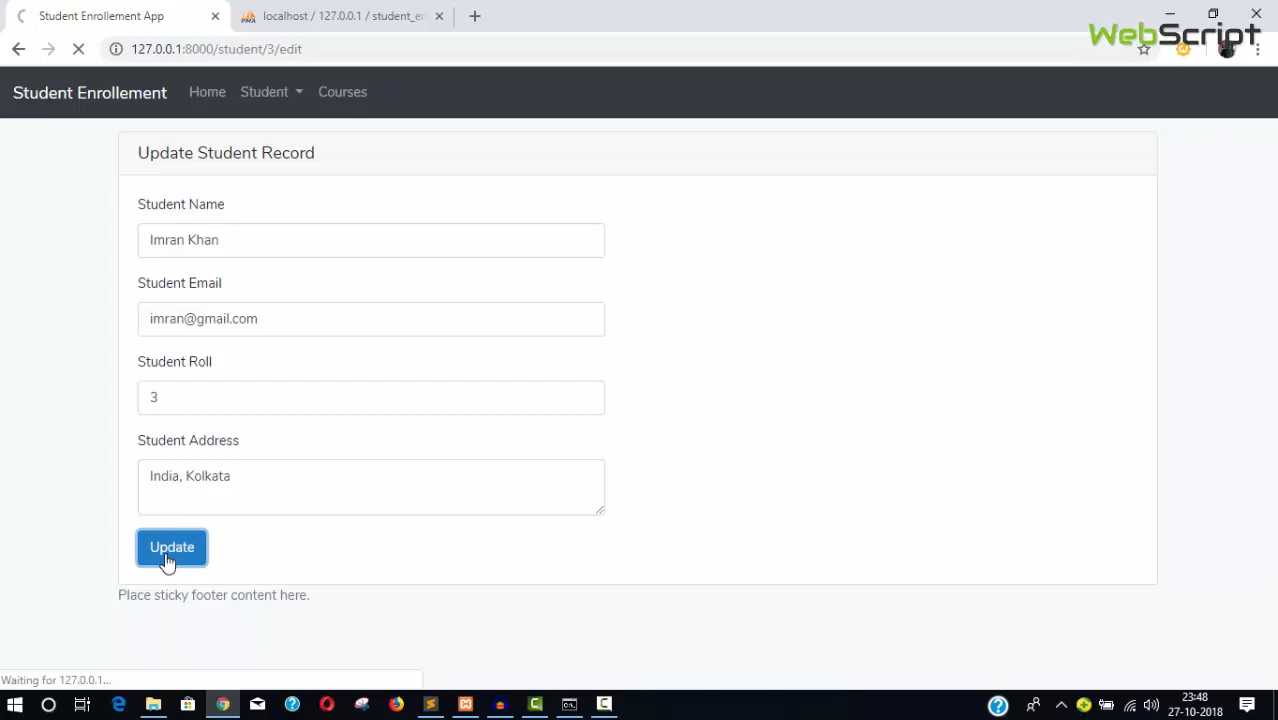 Student Enrollement App
localhost / 127.0.0.1 / student_en
WebScript
127.0.0.1:8000/student/3/edit
Student Enrollement Home Student Courses
Update Student Record
Student Name
Imran Khan
Student Email
imran@gmail.com
Student Roll
3
Student Address
India, Kolkata
Update
Place sticky footer content here.
Waiting for 127.0.0.1...
23:48
27-10-2018